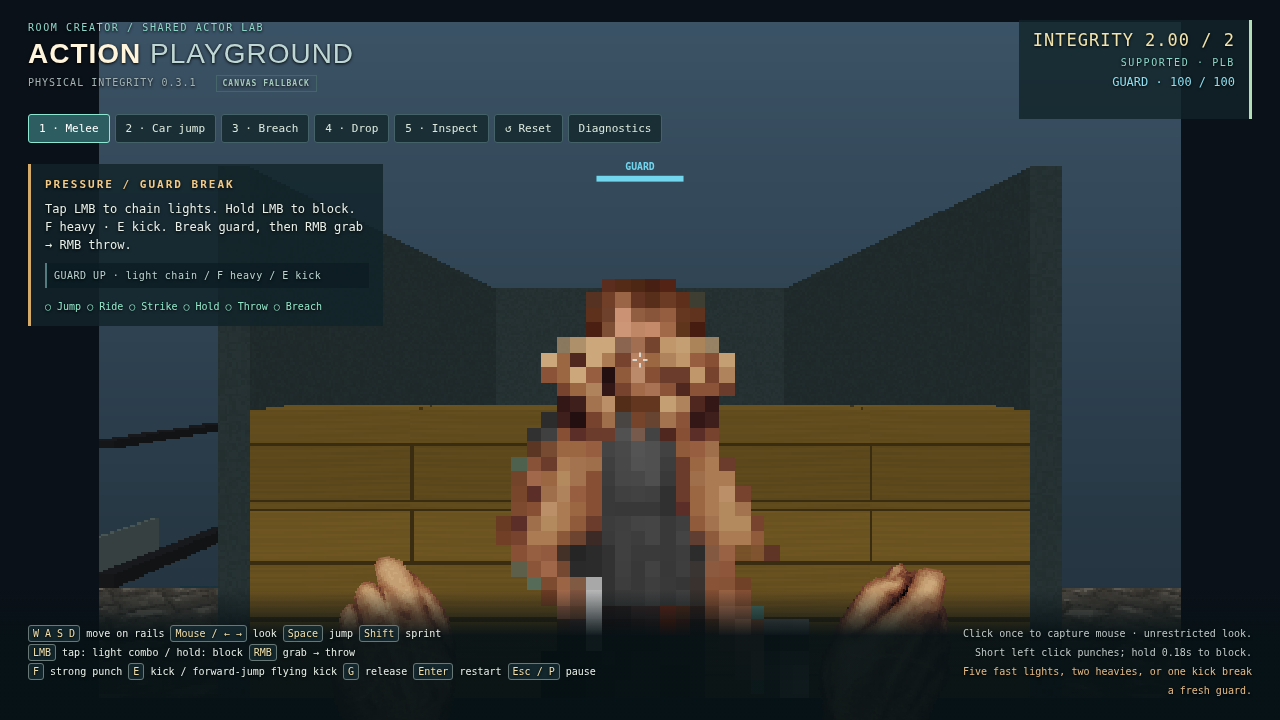 ROOM CREATOR / SHARED ACTOR LAB
ACTION PLAYGROUND
PHYSICAL INTEGRITY 0.3.1 CANVAS FALLBACK
INTEGRITY 2.00 / 2
SUPPORTED · PLB
GUARD · 100 / 100
1 · Melee 2 · Car jump 3 · Breach 4 · Drop 5 · Inspect ↺ Reset Diagnostics
GUARD
PRESSURE / GUARD BREAK
Tap LMB to chain lights. Hold LMB to block.
F heavy · E kick. Break guard, then RMB grab
→ RMB throw.
GUARD UP · light chain / F heavy / E kick
○ Jump ○ Ride ○ Strike ○ Hold ○ Throw ○ Breach
W A S D move on rails Mouse / ← → look Space jump Shift sprint
LMB tap: light combo / hold: block RMB grab → throw
F strong punch E kick / forward-jump flying kick G release Enter restart Esc / P pause
Click once to capture mouse · unrestricted look.
Short left click punches; hold 0.18s to block.
Five fast lights, two heavies, or one kick break
a fresh guard.